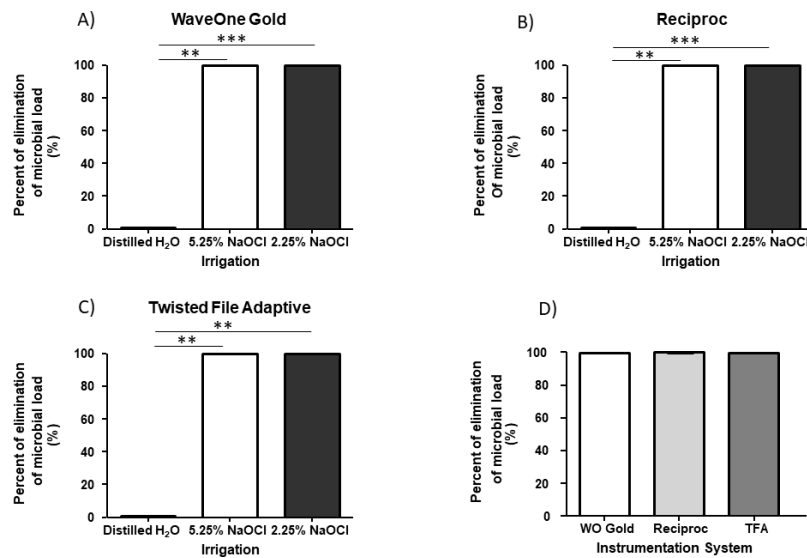 A)
WaveOne Gold
***
**
Percent of elimination
of microbial load
(%)
100
80
60
40
20
0
Distilled H₂O 5.25% NaOCl 2.25% NaOCl
Irrigation
B)
Reciproc
***
**
Percent of elimination
Of microbial load
(%)
100
80
60
40
20
0
Distilled H₂O 5.25% NaOCl 2.25% NaOCl
Irrigation
C)
Twisted File Adaptive
**
**
Percent of elimination
of microbial load
(%)
100
80
60
40
20
0
Distilled H₂O 5.25% NaOCl 2.25% NaOCl
Irrigation
D)
Percent of elimination
of microbial load
(%)
100
80
60
40
20
0
WO Gold Reciproc TFA
Instrumentation System